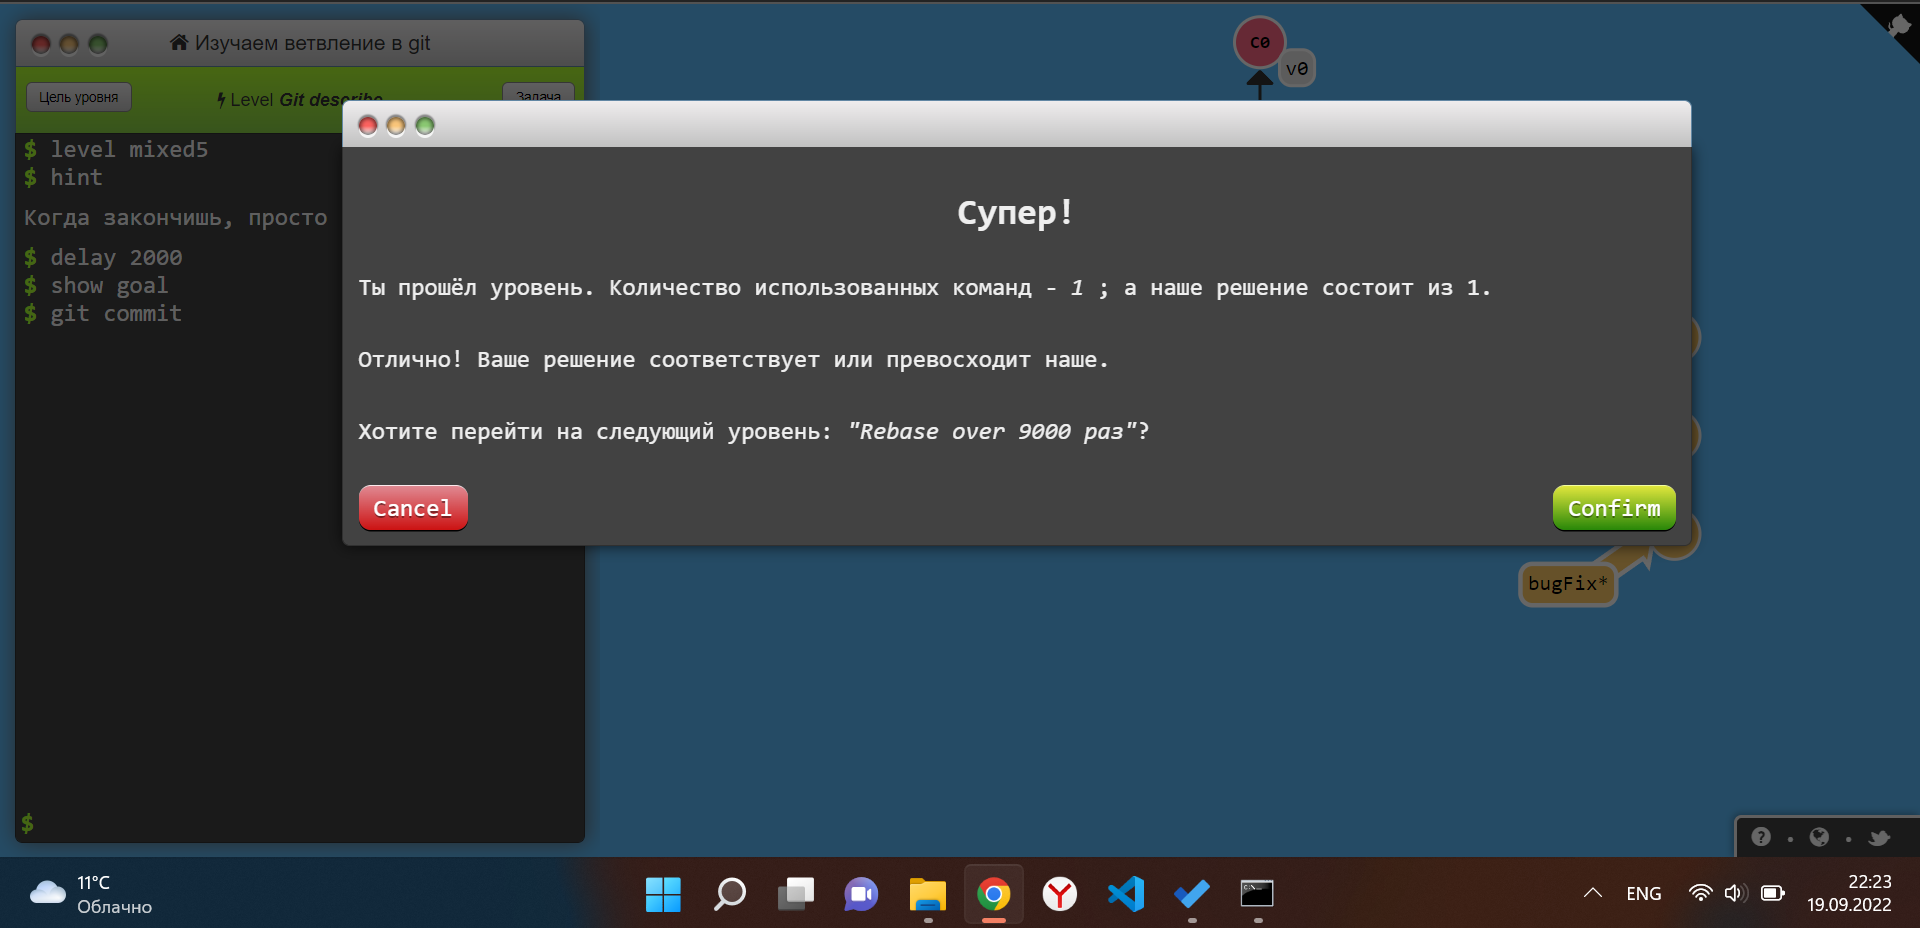 Изучаем ветвление в git
C0
v0
Цель уровня
Level Git describe
Задача
$ level mixed5
$ hint
Когда закончишь, просто
$ delay 2000
$ show goal
$ git commit
$
Супер!
Ты прошёл уровень. Количество использованных команд - 1 ; а наше решение состоит из 1.
Отлично! Ваше решение соответствует или превосходит наше.
Хотите перейти на следующий уровень: "Rebase over 9000 раз"?
Cancel
Confirm
bugFix*
11°C
Облачно
ENG
22:23
19.09.2022